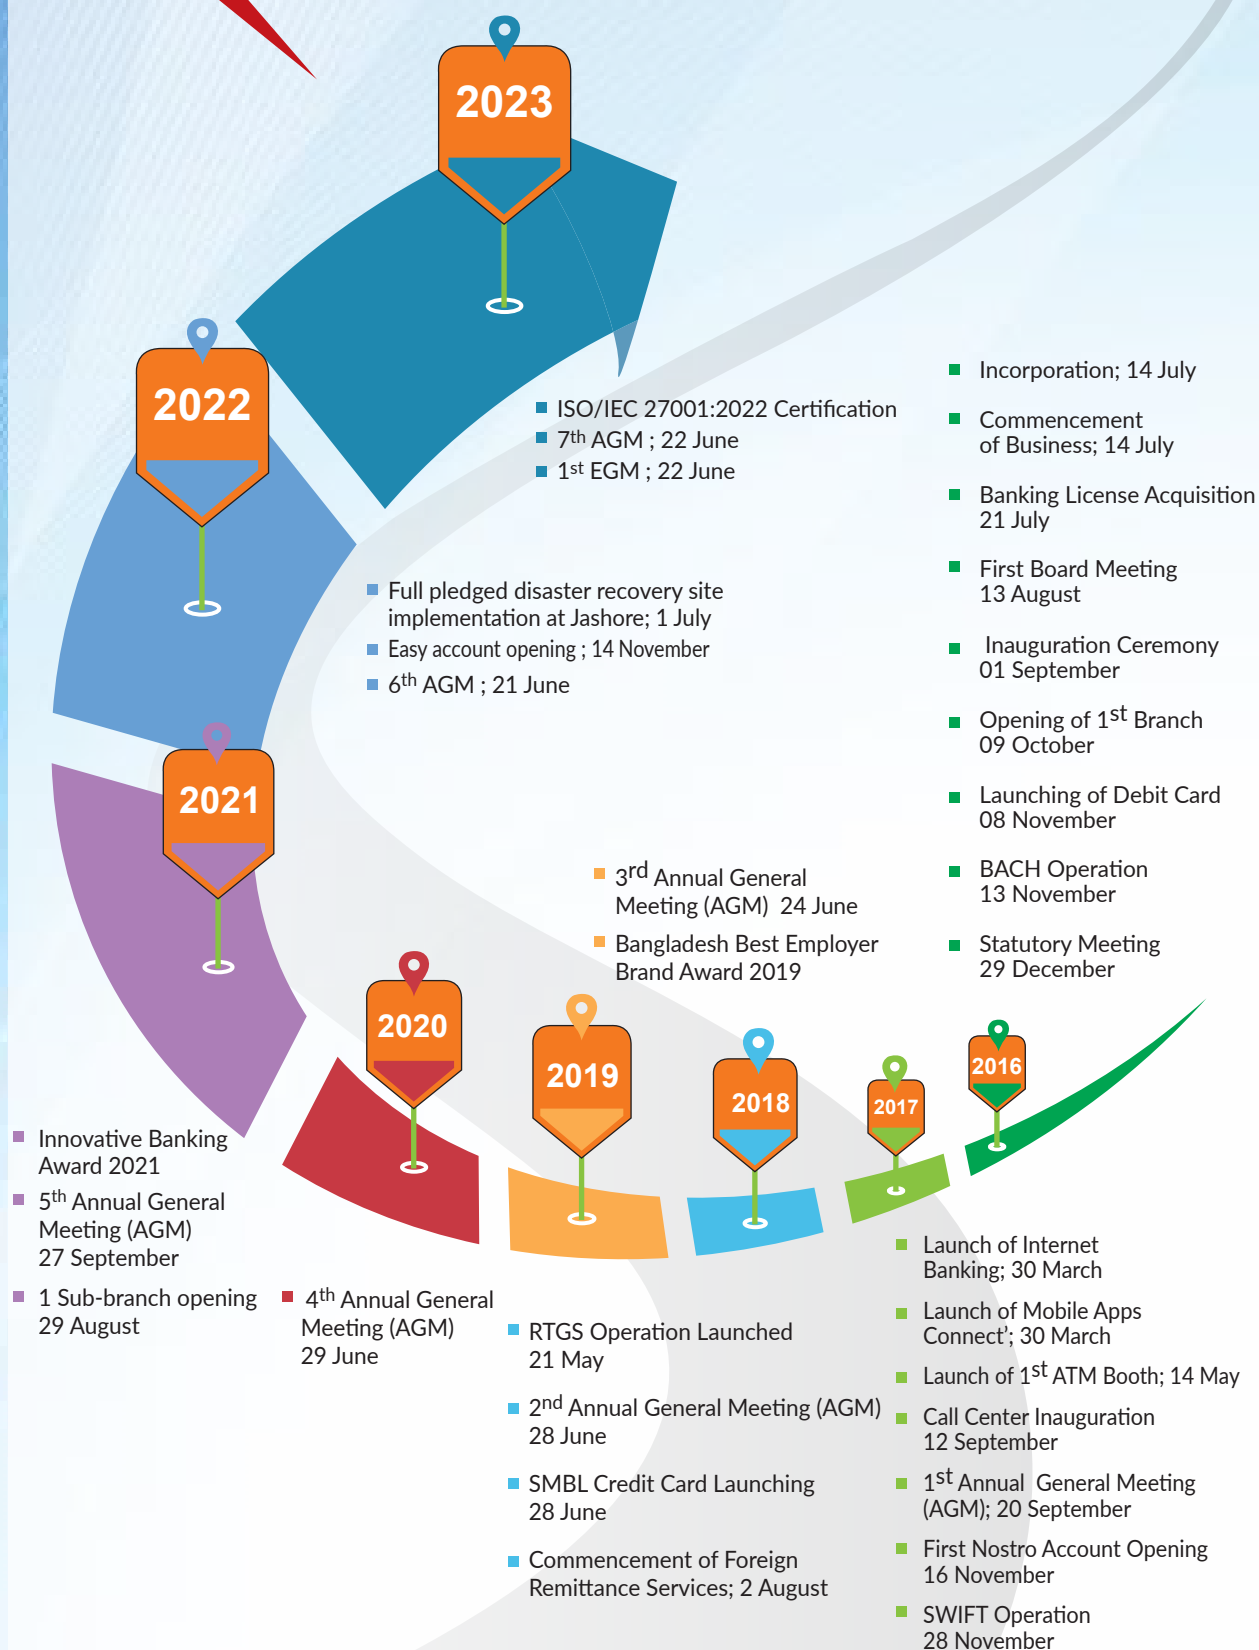 2023
ISO/IEC 27001:2022 Certification
7th AGM ; 22 June
1st EGM ; 22 June
2022
Full pledged disaster recovery site
implementation at Jashore; 1 July
Easy account opening ; 14 November
6th AGM ; 21 June
2021
Innovative Banking
Award 2021
5th Annual General
Meeting (AGM)
27 September
1 Sub-branch opening
29 August
2020
4th Annual General
Meeting (AGM)
29 June
2019
3rd Annual General
Meeting (AGM) 24 June
Bangladesh Best Employer
Brand Award 2019
2018
RTGS Operation Launched
21 May
2nd Annual General Meeting (AGM)
28 June
SMBL Credit Card Launching
28 June
Commencement of Foreign
Remittance Services; 2 August
2017
Launch of Internet
Banking; 30 March
Launch of Mobile Apps
Connect’; 30 March
Launch of 1st ATM Booth; 14 May
Call Center Inauguration
12 September
1st Annual General Meeting
(AGM); 20 September
First Nostro Account Opening
16 November
SWIFT Operation
28 November
2016
Incorporation; 14 July
Commencement
of Business; 14 July
Banking License Acquisition
21 July
First Board Meeting
13 August
Inauguration Ceremony
01 September
Opening of 1st Branch
09 October
Launching of Debit Card
08 November
BACH Operation
13 November
Statutory Meeting
29 December